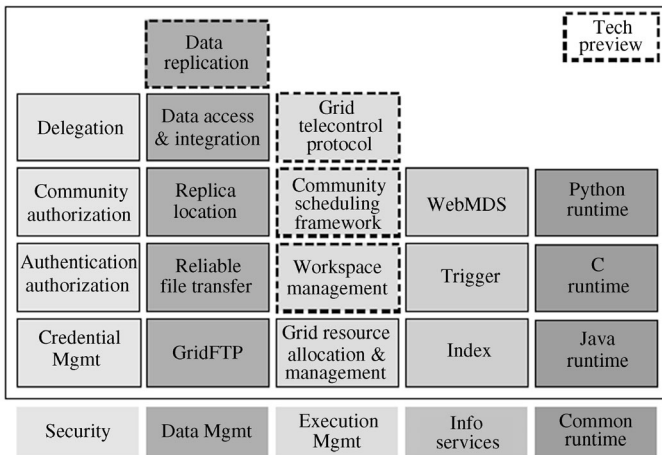 Data
replication
Tech
preview
Delegation
Data access
& integration
Grid
telecontrol
protocol
Community
authorization
Replica
location
Community
scheduling
framework
WebMDS
Python
runtime
Authentication
authorization
Reliable
file transfer
Workspace
management
Trigger
C
runtime
Credential
Mgmt
GridFTP
Grid resource
allocation &
management
Index
Java
runtime
Security
Data Mgmt
Execution
Mgmt
Info
services
Common
runtime